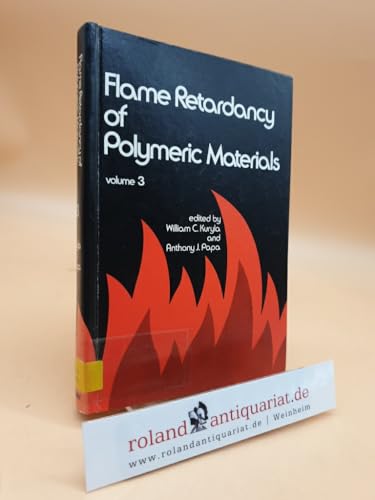 Flame Retardancy
of
Polymeric Materials
volume 3
edited by
William C. Kuryla
and
Anthony J. Papa
roland antiquariat.de
www.rolandantiquariat.de | Weinheim